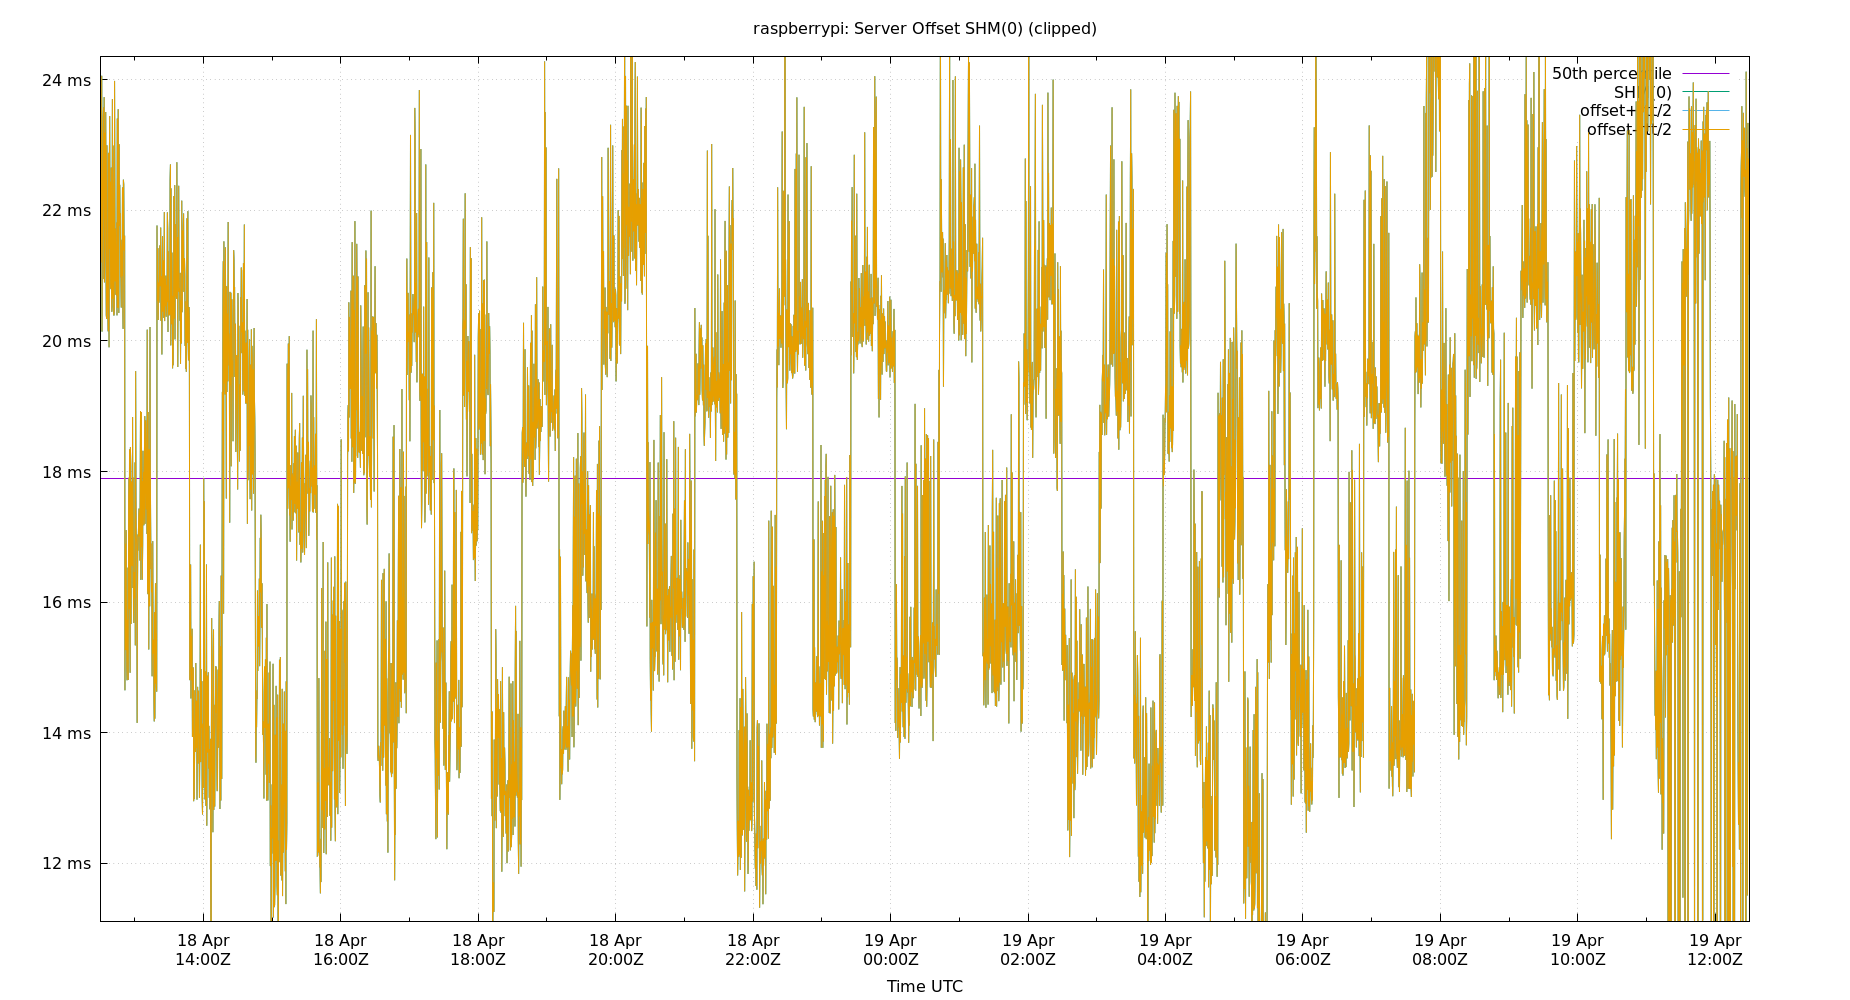 raspberrypi: Server Offset SHM(0) (clipped)
24 ms
22 ms
20 ms
18 ms
16 ms
14 ms
12 ms
50th percentile
SHM(0)
offset+rtt/2
offset-rtt/2
18 Apr 14:00Z
18 Apr 16:00Z
18 Apr 18:00Z
18 Apr 20:00Z
18 Apr 22:00Z
19 Apr 00:00Z
19 Apr 02:00Z
19 Apr 04:00Z
19 Apr 06:00Z
19 Apr 08:00Z
19 Apr 10:00Z
19 Apr 12:00Z
Time UTC